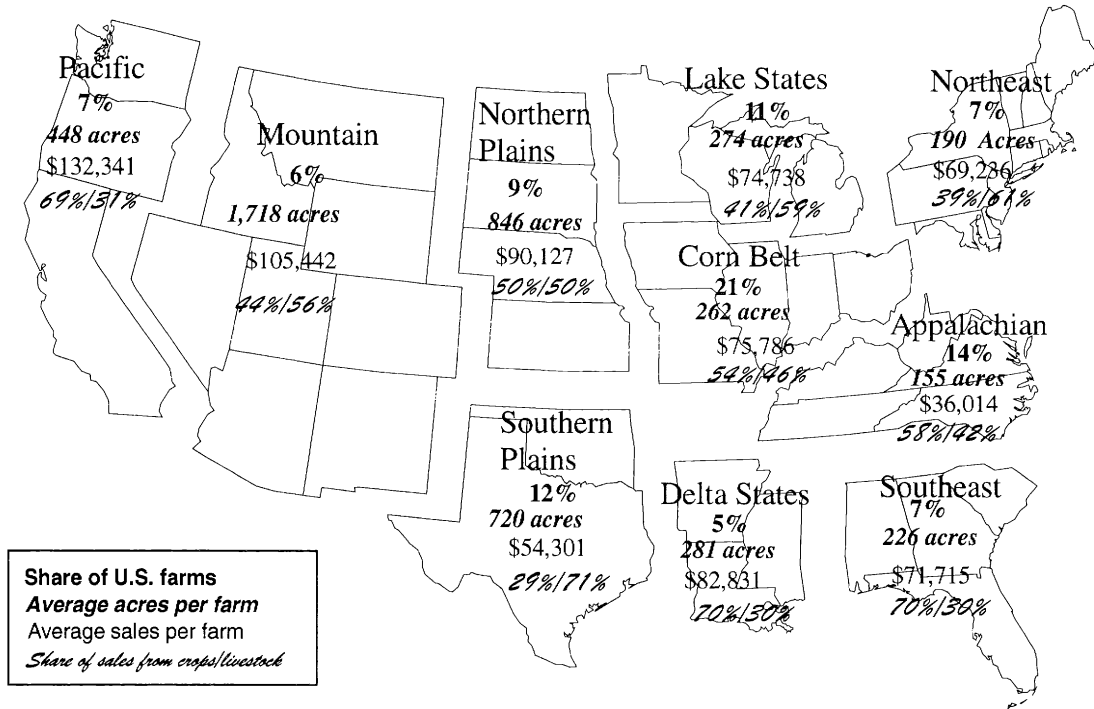 Pacific
7%
448 acres
$132,341
69%/31%
Mountain
6%
1,718 acres
$105,442
44%/56%
Northern
Plains
9%
846 acres
$90,127
50%/50%
Lake States
11%
274 acres
$74,738
41%/59%
Northeast
7%
190 Acres
$69,236
39%/61%
Corn Belt
21%
262 acres
$75,786
54%/46%
Appalachian
14%
155 acres
$36,014
58%/42%
Southern
Plains
12%
720 acres
$54,301
29%/71%
Delta States
5%
281 acres
$82,831
70%/30%
Southeast
7%
226 acres
$71,715
70%/30%
Share of U.S. farms
Average acres per farm
Average sales per farm
Share of sales from crops/livestock